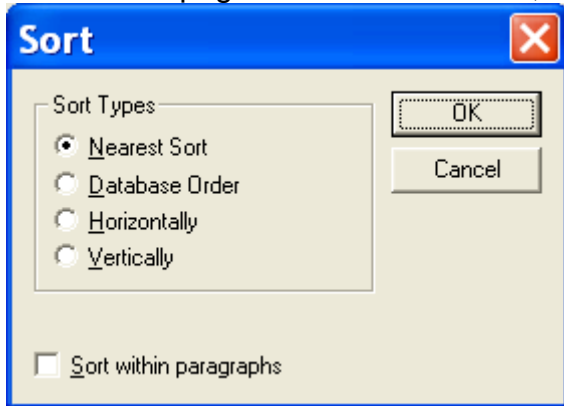 Sort
Sort Types
Nearest Sort
Database Order
Horizontally
Vertically
OK
Cancel
Sort within paragraphs